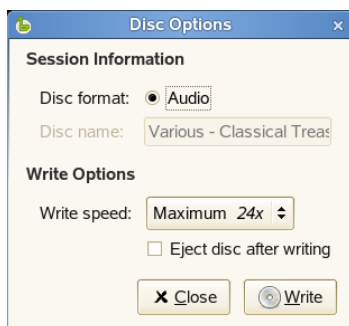 Disc Options
Session Information
Disc format: Audio
Disc name: Various - Classical Treas
Write Options
Write speed: Maximum 24x
Eject disc after writing
Close Write